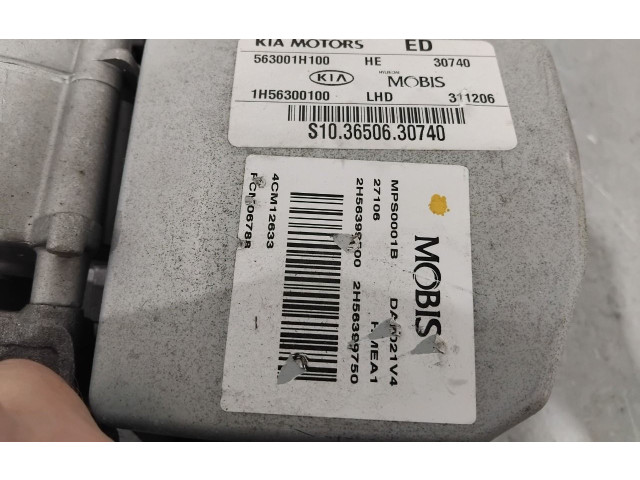 KIA MOTORS ED
563001H100 HE 30740
KIA HYUNDAI MOBIS
1H56300100 LHD 311206
S10.36506.30740
MOBIS
MPS0001B
27106
2H56399750
4CM12633